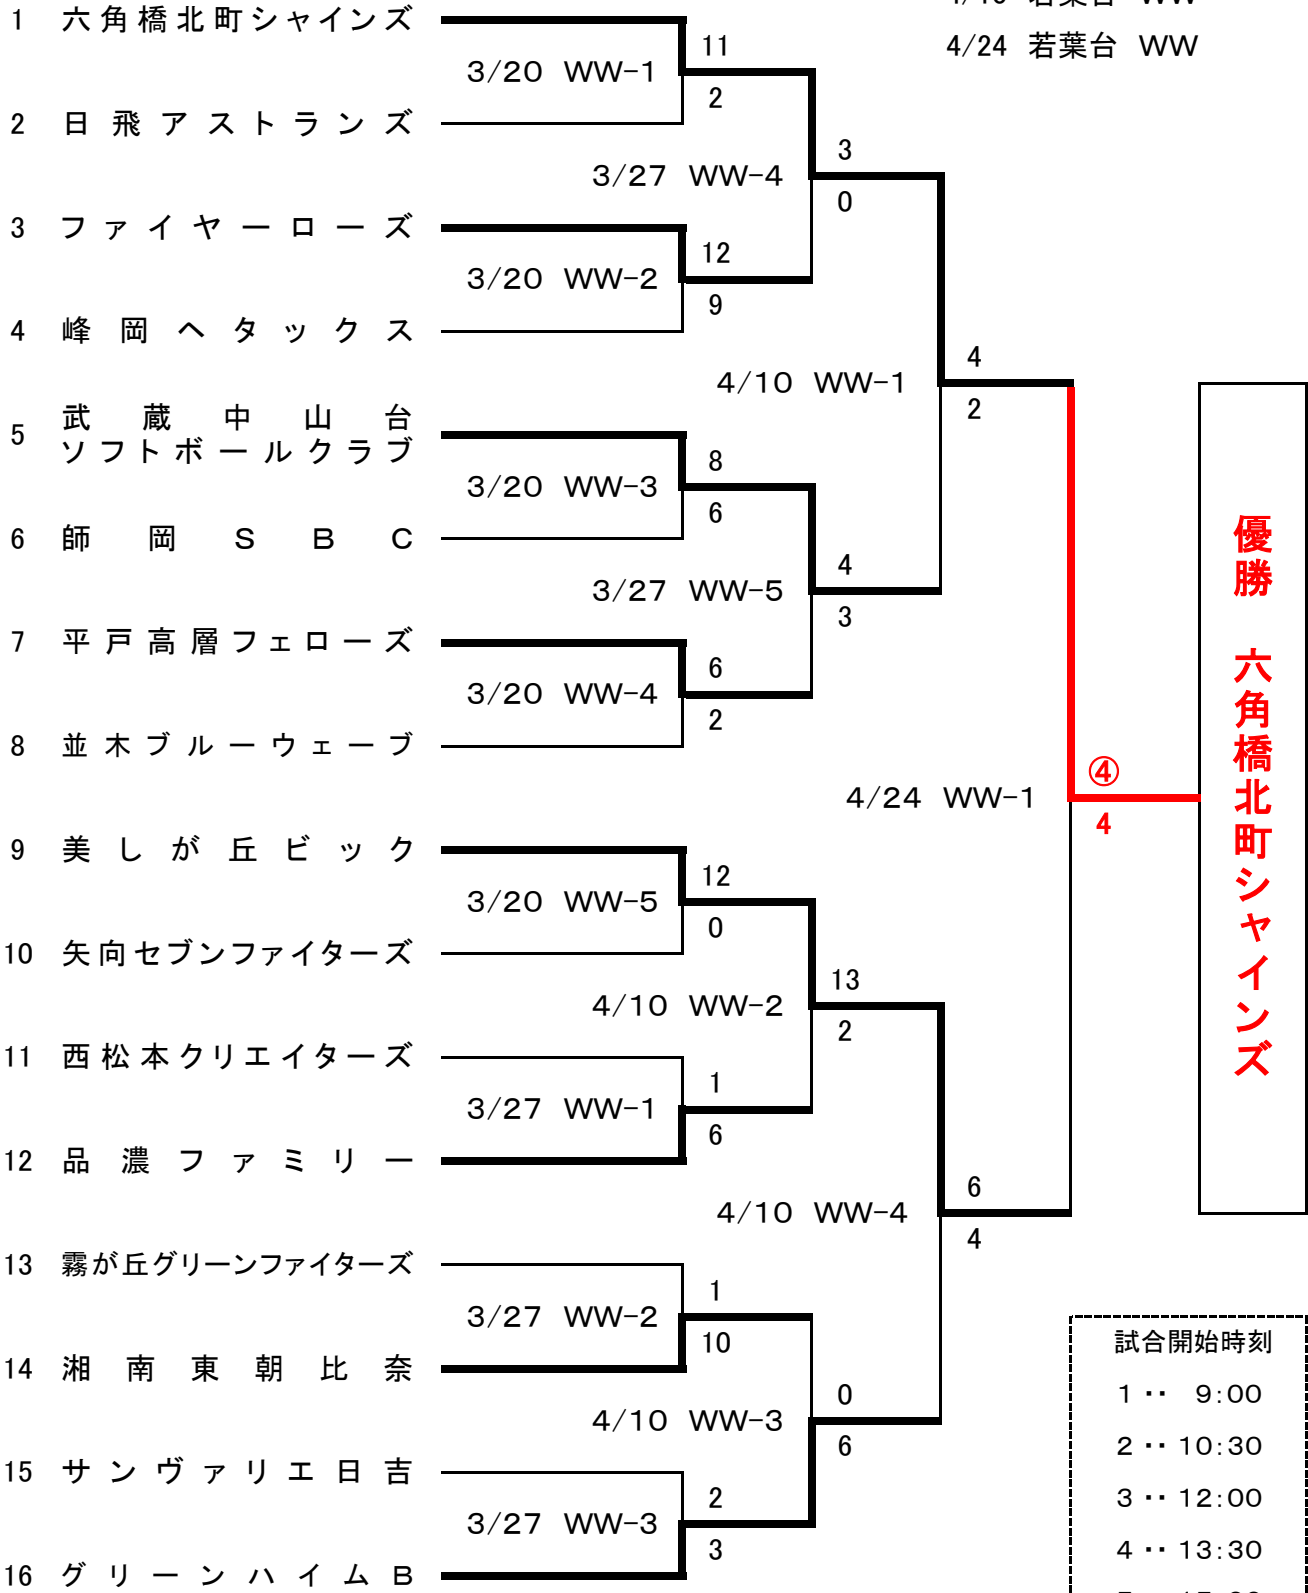 4/24 若葉台 WW
1 六角橋北町シャインズ
11
3/20 WW-1
2
2 日飛アストランズ
3
3/27 WW-4
0
3 ファイヤーローズ
12
3/20 WW-2
9
4 峰岡ヘタックス
4
4/10 WW-1
2
5 武蔵中山台
ソフトボールクラブ
8
3/20 WW-3
6
6 師岡SBC
4
3/27 WW-5
3
7 平戸高層フェローズ
6
3/20 WW-4
2
8 並木ブルーウェーブ
④
4/24 WW-1
4
優勝 六角橋北町シャインズ
9 美しが丘ビック
12
3/20 WW-5
0
10 矢向セブンファイターズ
13
4/10 WW-2
2
11 西松本クリエイターズ
1
3/27 WW-1
6
12 品濃ファミリー
6
4/10 WW-4
4
13 霧が丘グリーンファイターズ
1
3/27 WW-2
10
14 湘南東朝比奈
0
4/10 WW-3
6
15 サンヴァリエ日吉
2
3/27 WW-3
3
16 グリーンハイムB
試合開始時刻
1 ‥ 9:00
2 ‥ 10:30
3 ‥ 12:00
4 ‥ 13:30